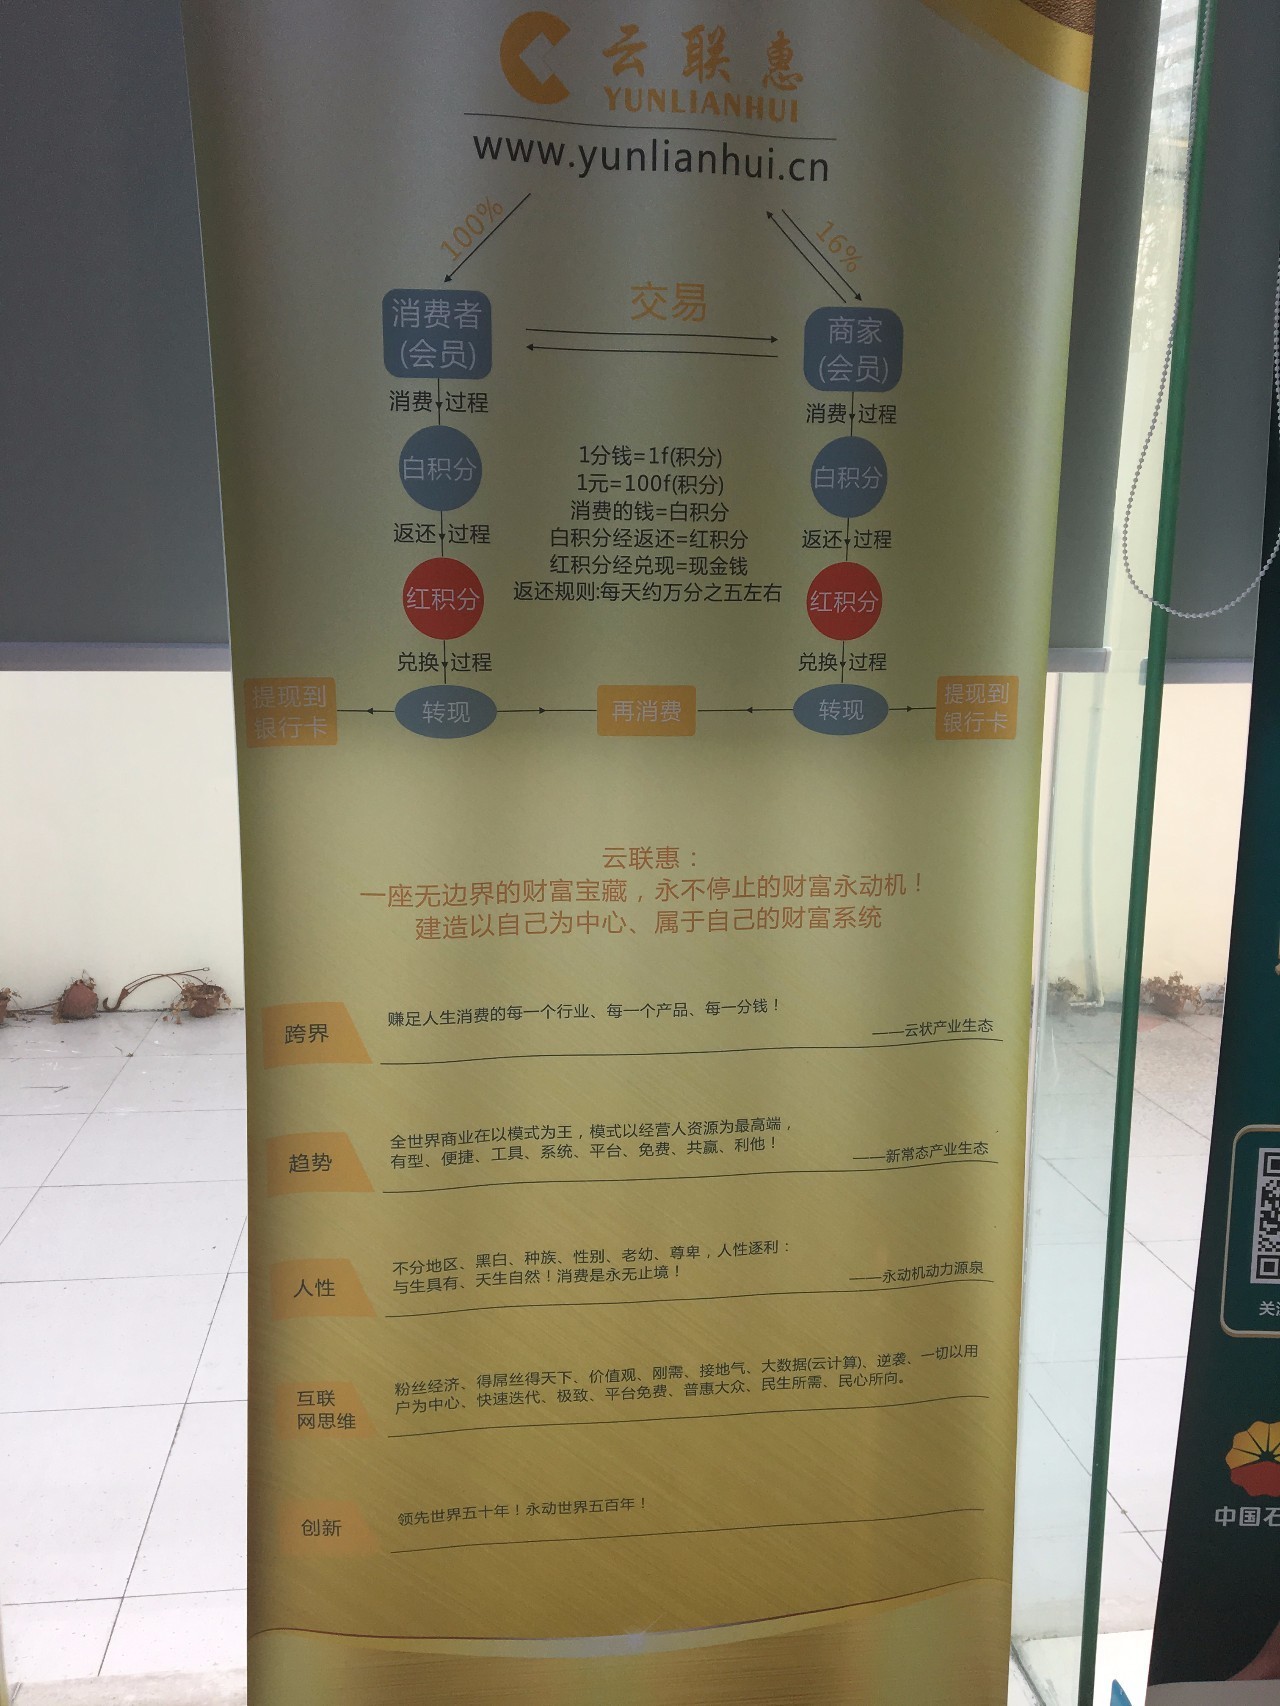 云联惠
YUNLIANHUI
www.yunlianhui.cn
100%
16%
消费者
(会员)
交易
商家
(会员)
消费 过程
消费 过程
白积分
白积分
1分钱=1f(积分)
1元=100f(积分)
消费的钱=白积分
白积分经返还=红积分
红积分经兑现=现金钱
返还规则:每天约万分之五左右
返还 过程
返还 过程
红积分
红积分
兑换 过程
兑换 过程
提现到
银行卡
转现
再消费
转现
提现到
银行卡
云联惠：
一座无边界的财富宝藏，永不停止的财富永动机！
建造以自己为中心、属于自己的财富系统
跨界
赚足人生消费的每一个行业、每一个产品、每一分钱！
——云状产业生态
趋势
全世界商业在以模式为王，模式以经营人资源为最高端，
有型、便捷、工具、系统、平台、免费、共赢、利他！
——新常态产业生态
人性
不分地区、黑白、种族、性别、老幼、尊卑，人性逐利：
与生具有、天生自然！消费是永无止境！
——永动机动力源泉
互联
网思维
粉丝经济、得屌丝得天下、价值观、刚需、接地气、大数据(云计算)、逆袭、一切以用
户为中心、快速迭代、极致、平台免费、普惠大众、民生所需、民心所向。
创新
领先世界五十年！永动世界五百年！
关
中国石